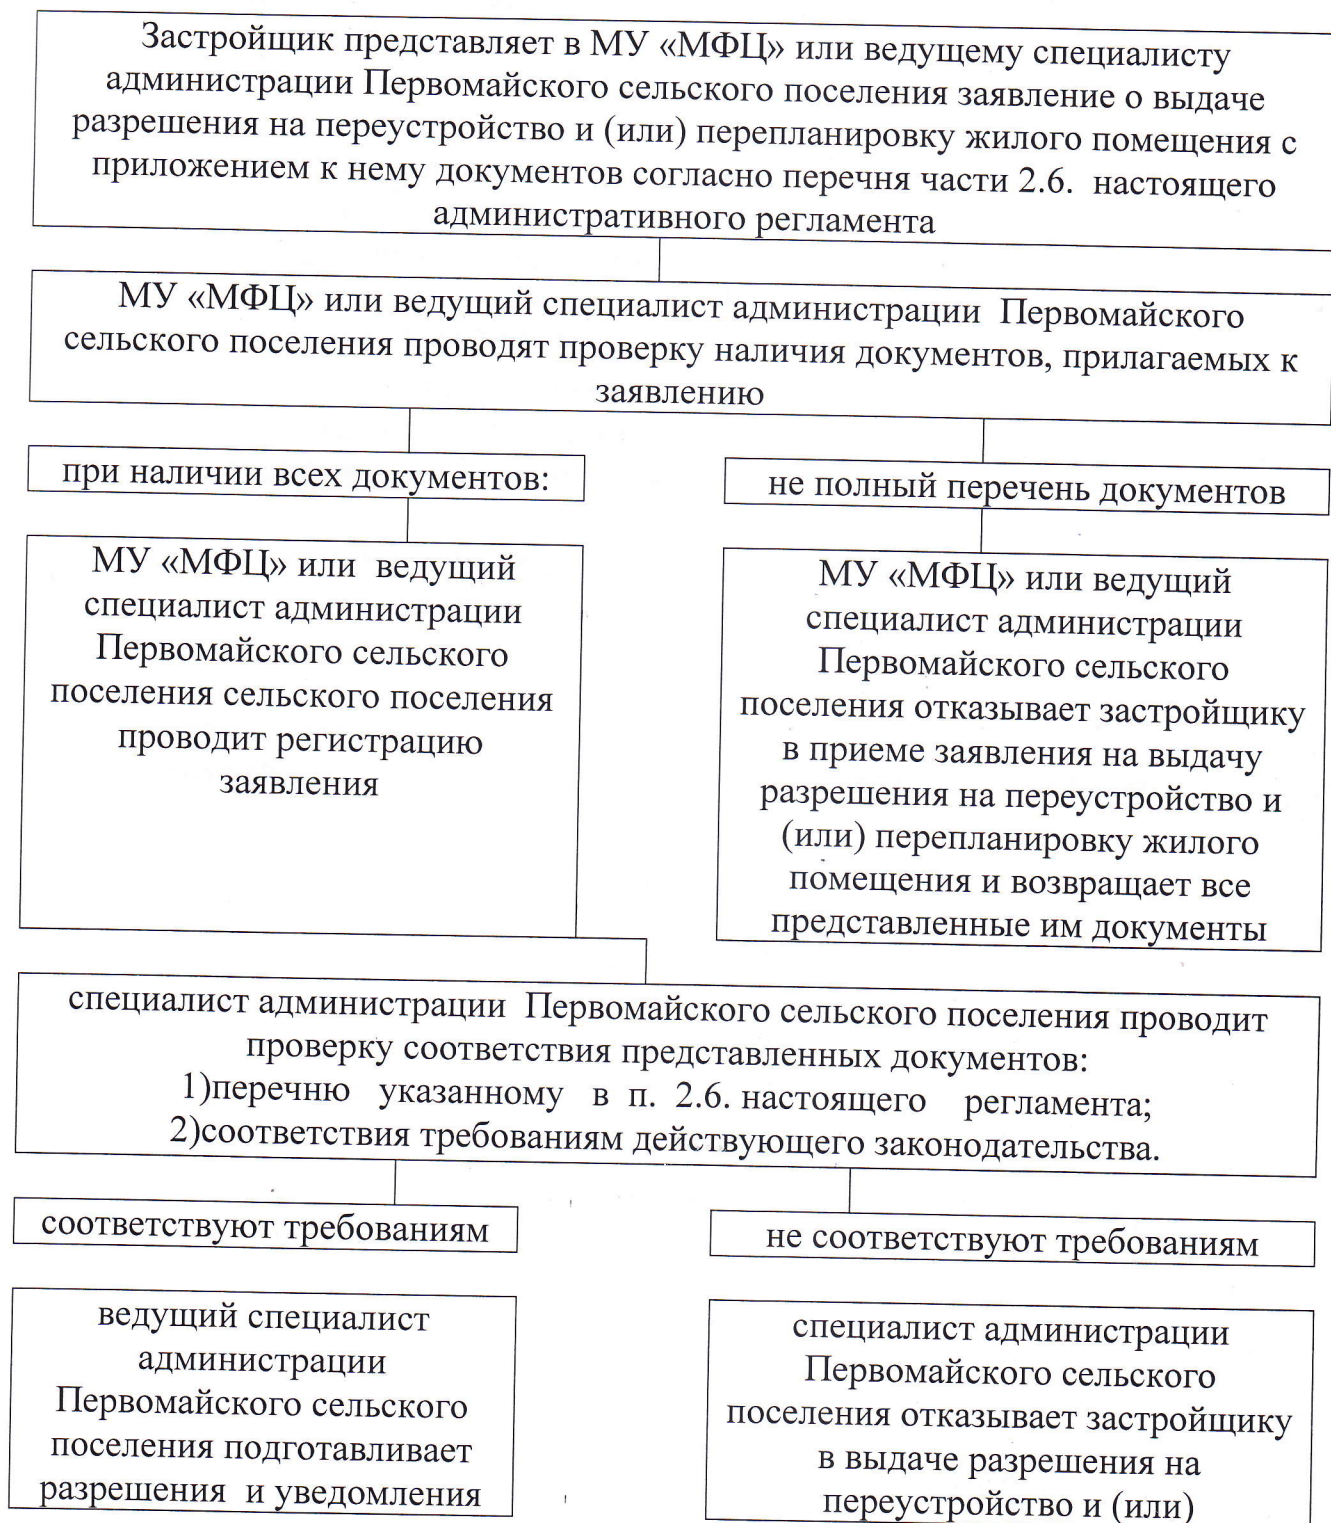 Застройщик представляет в МУ «МФЦ» или ведущему специалисту
администрации Первомайского сельского поселения заявление о выдаче
разрешения на переустройство и (или) перепланировку жилого помещения с
приложением к нему документов согласно перечня части 2.6. настоящего
административного регламента
МУ «МФЦ» или ведущий специалист администрации Первомайского
сельского поселения проводят проверку наличия документов, прилагаемых к
заявлению
при наличии всех документов:
не полный перечень документов
МУ «МФЦ» или ведущий
специалист администрации
Первомайского сельского
поселения сельского поселения
проводит регистрацию
заявления
МУ «МФЦ» или ведущий
специалист администрации
Первомайского сельского
поселения отказывает застройщику
в приеме заявления на выдачу
разрешения на переустройство и
(или) перепланировку жилого
помещения и возвращает все
представленные им документы
специалист администрации Первомайского сельского поселения проводит
проверку соответствия представленных документов:
1)перечню указанному в п. 2.6. настоящего регламента;
2)соответствия требованиям действующего законодательства.
соответствуют требованиям
не соответствуют требованиям
ведущий специалист
администрации
Первомайского сельского
поселения подготавливает
разрешения и уведомления
специалист администрации
Первомайского сельского
поселения отказывает застройщику
в выдаче разрешения на
переустройство и (или)